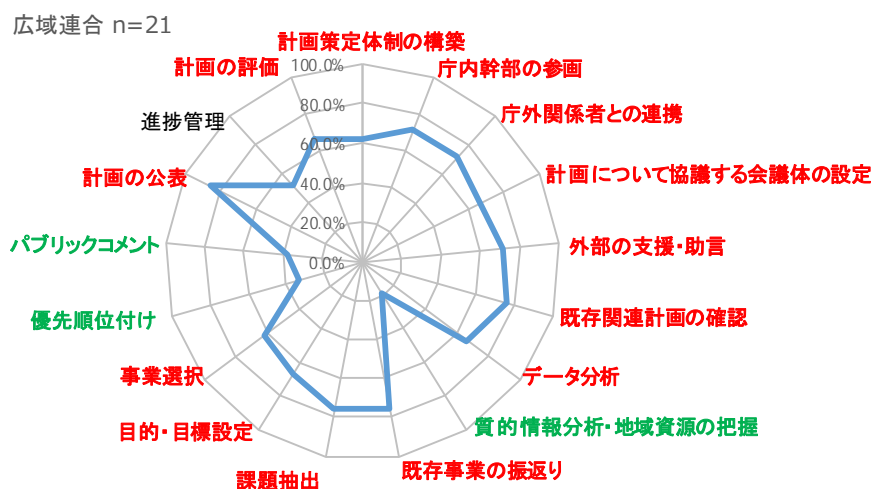 広域連合 n=21
計画策定体制の構築
庁内幹部の参画
庁外関係者との連携
計画について協議する会議体の設定
外部の支援・助言
既存関連計画の確認
データ分析
質的情報分析・地域資源の把握
既存事業の振返り
課題抽出
目的・目標設定
事業選択
優先順位付け
パブリックコメント
計画の公表
進捗管理
計画の評価
100.0%
80.0%
60.0%
40.0%
20.0%
0.0%